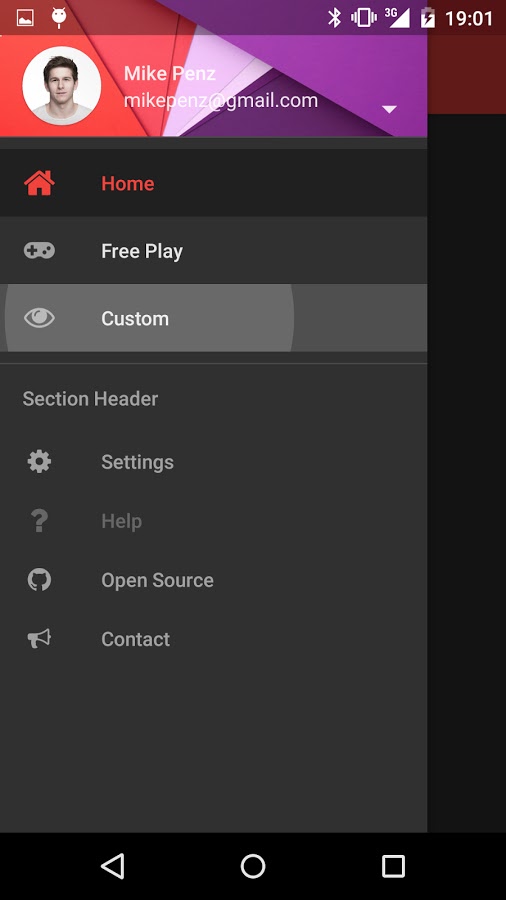 3G 19:01
Mike Penz
mikepenz@gmail.com
Home
Free Play
Custom
Section Header
Settings
Help
Open Source
Contact